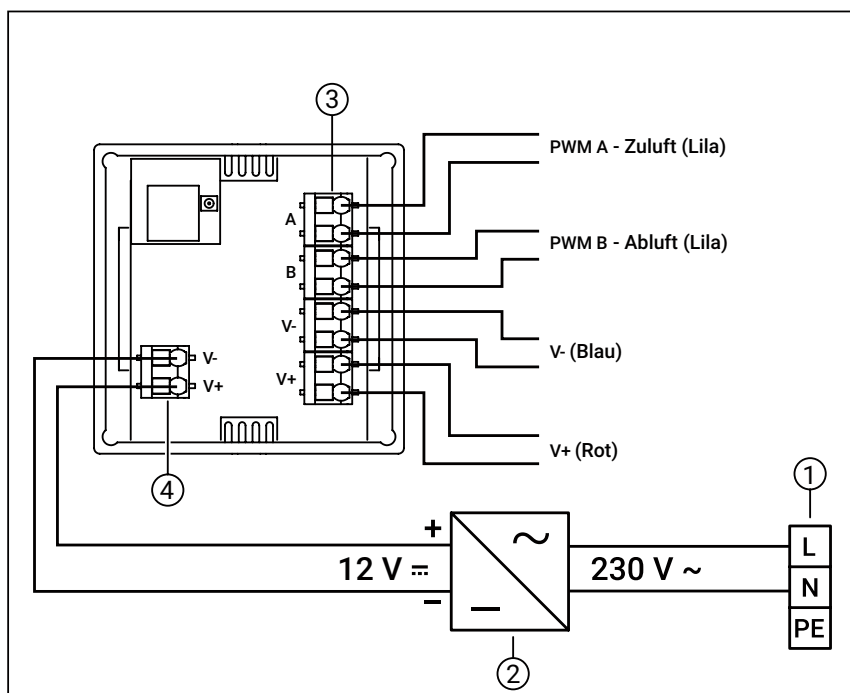 3
PWM A - Zuluft (Lila)
A
PWM B - Abluft (Lila)
B
V-
V- (Blau)
V-
V+
V+
V+ (Rot)
4
1
+
12 V ⎓
−
~
−
230 V ~
L
N
PE
2